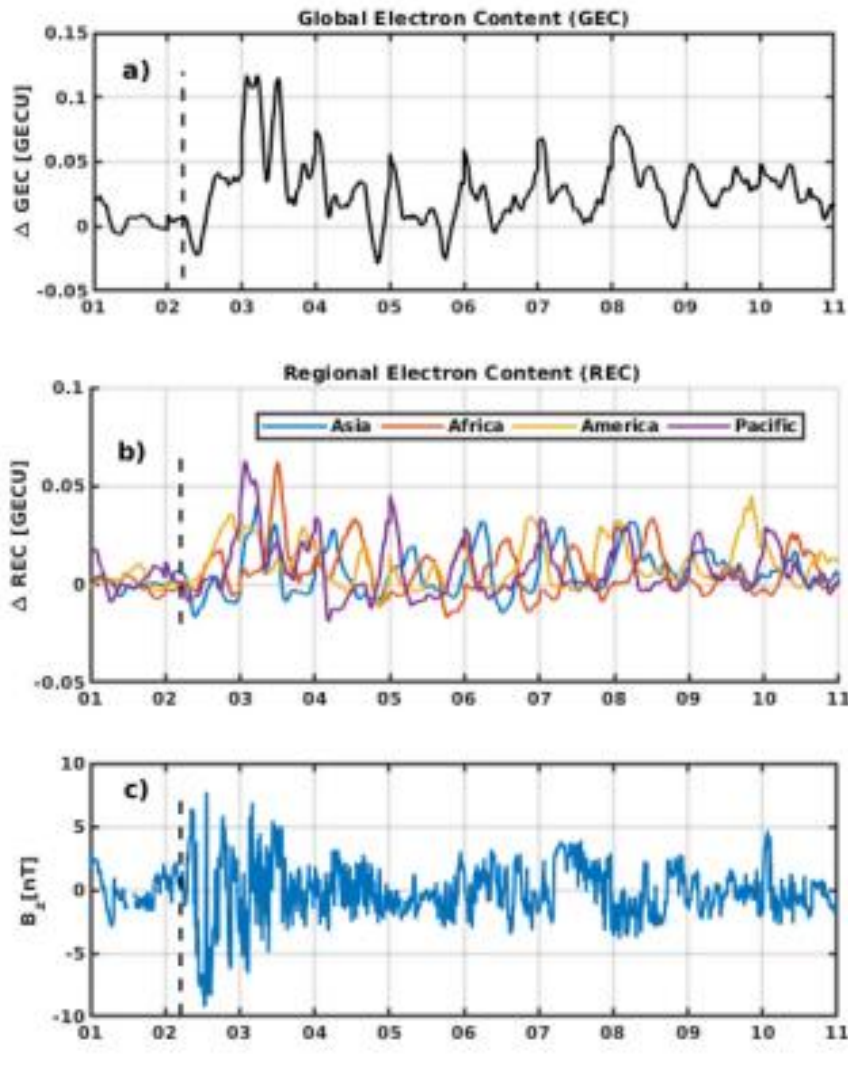 Global Electron Content (GEC)
a)
Δ GEC [GECU]
0.15
0.1
0.05
0
-0.05
01 02 03 04 05 06 07 08 09 10 11
Regional Electron Content (REC)
b)
Asia Africa America Pacific
Δ REC [GECU]
0.1
0.05
0
-0.05
01 02 03 04 05 06 07 08 09 10 11
c)
Bz[nT]
10
5
0
-5
-10
01 02 03 04 05 06 07 08 09 10 11